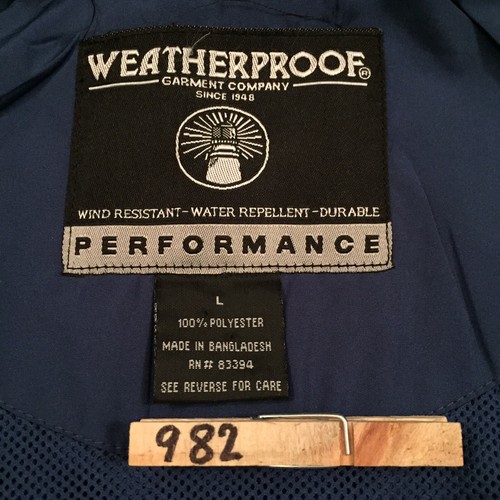 WEATHERPROOF®
GARMENT COMPANY
SINCE 1948
WIND RESISTANT-WATER REPELLENT-DURABLE
PERFORMANCE
L
100% POLYESTER
MADE IN BANGLADESH
RN# 83394
SEE REVERSE FOR CARE
982